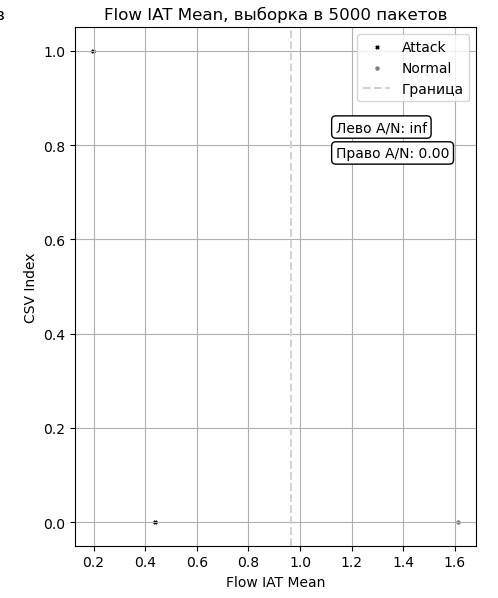 в
Flow IAT Mean, выборка в 5000 пакетов
Attack
Normal
Граница
Лево A/N: inf
Право A/N: 0.00
1.0
0.8
0.6
0.4
0.2
0.0
CSV Index
0.2 0.4 0.6 0.8 1.0 1.2 1.4 1.6
Flow IAT Mean